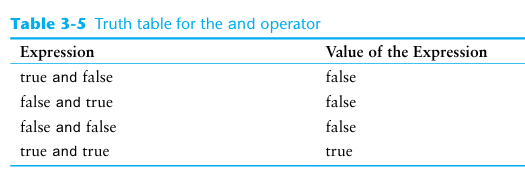 Table 3-5 Truth table for the and operator
Expression Value of the Expression
true and false false
false and true false
false and false false
true and true true